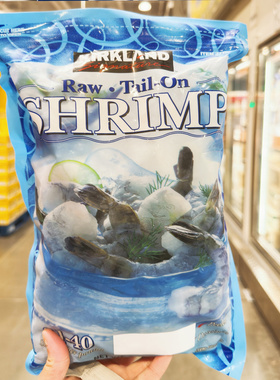 KIRKLAND
Raw • Tail-On
SHRIMP
-40